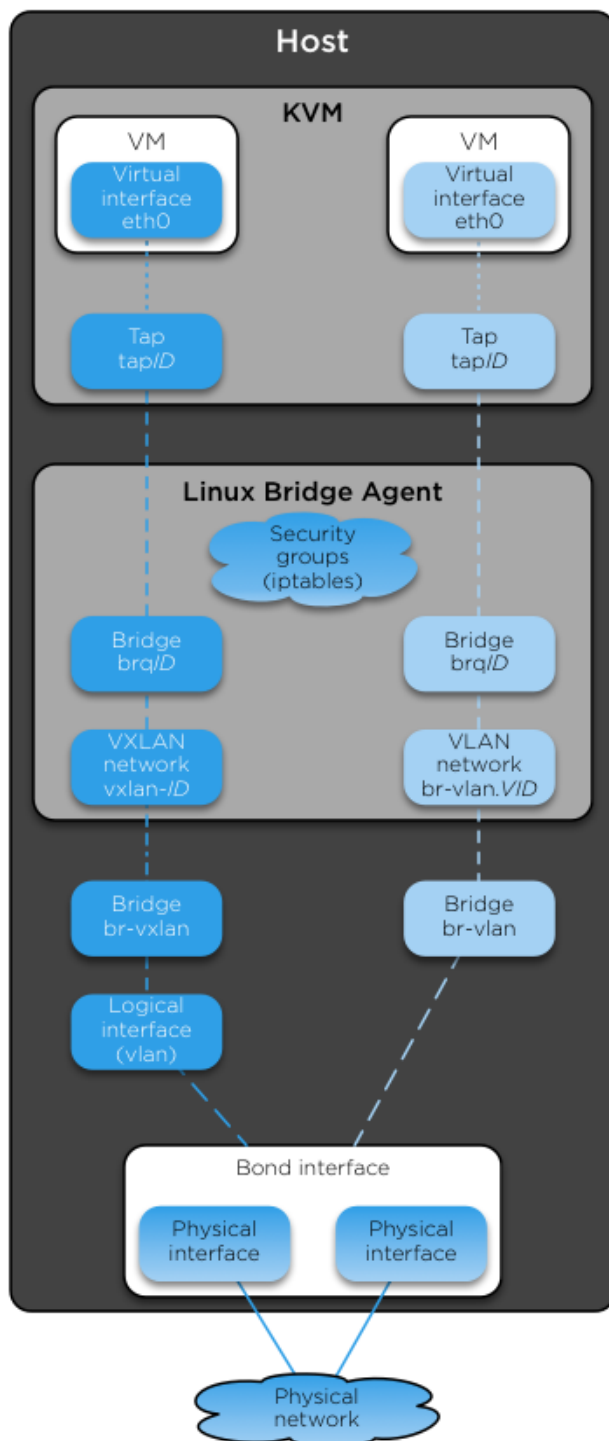 Host
KVM
VM
Virtual
interface
eth0
VM
Virtual
interface
eth0
Tap
tapID
Tap
tapID
Linux Bridge Agent
Security
groups
(iptables)
Bridge
brqID
Bridge
brqID
VXLAN
network
vxlan-ID
VLAN
network
br-vlan.VID
Bridge
br-vxlan
Bridge
br-vlan
Logical
interface
(vlan)
Bond interface
Physical
interface
Physical
interface
Physical
network